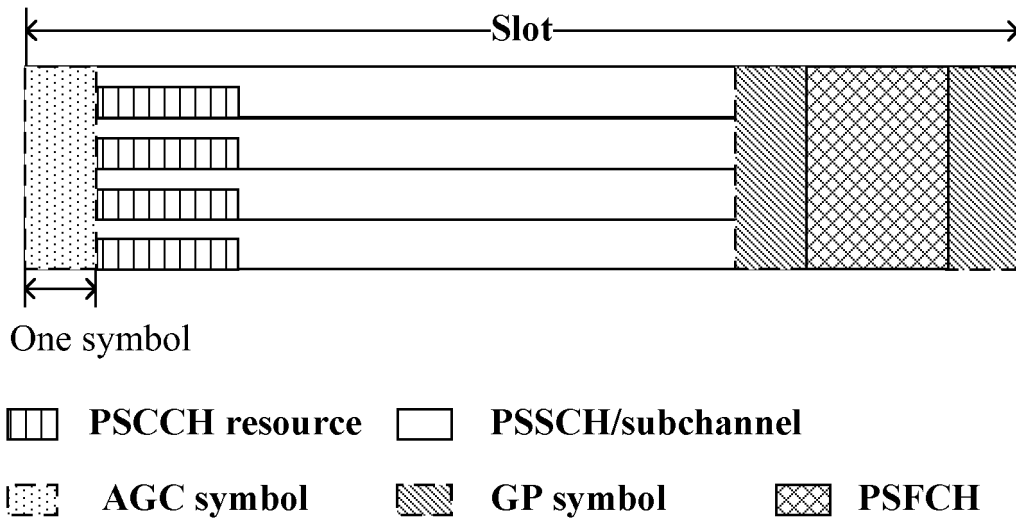 Slot
One symbol
PSCCH resource PSSCH/subchannel
AGC symbol GP symbol PSFCH